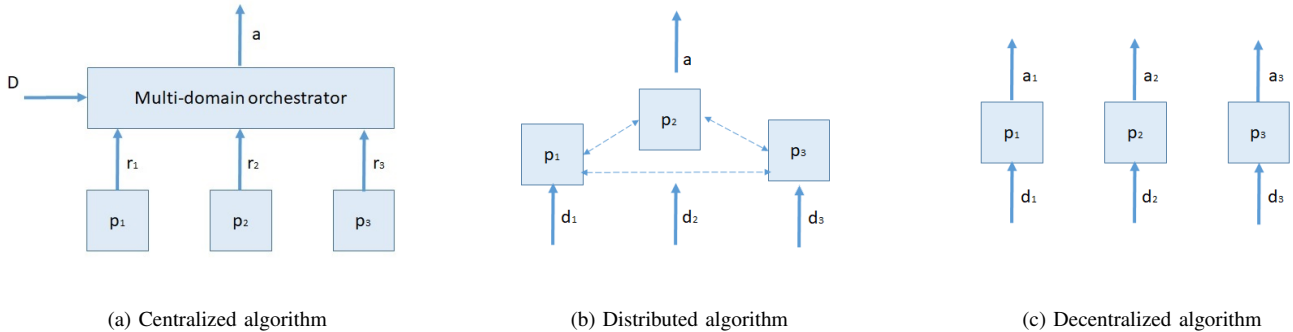 a
D
Multi-domain orchestrator
r₁
r₂
r₃
p₁
p₂
p₃
(a) Centralized algorithm
a
p₂
p₁
p₃
d₁
d₂
d₃
(b) Distributed algorithm
a₁
a₂
a₃
p₁
p₂
p₃
d₁
d₂
d₃
(c) Decentralized algorithm